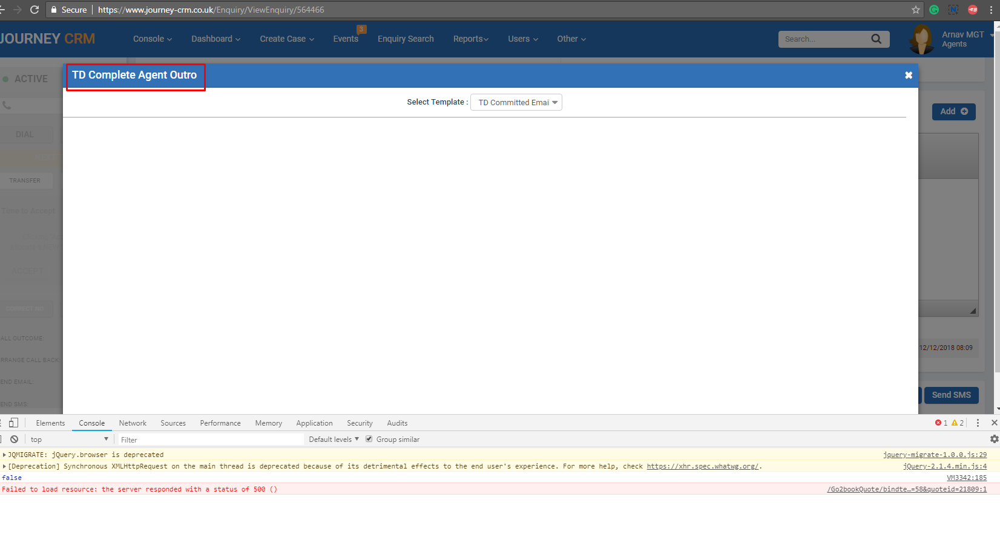 Secure https://www.journey-crm.co.uk/Enquiry/ViewEnquiry/564466
JOURNEY CRM
Console
Dashboard
Create Case
Events
3
Enquiry Search
Reports
Users
Other
Search...
Arnav MGT
Agents
ACTIVE
TD Complete Agent Outro
Select Template :
TD Committed Emai
Add
DIAL
TRANSFER
Time to Accept
ACCEPT
CORRECT NO
ALL OUTCOME:
RRANGE CALL BACK:
END EMAIL:
END SMS:
12/12/2018 08:09
Send SMS
Elements Console Network Sources Performance Memory Application Security Audits
1 2
top
Filter
Default levels
Group similar
JQMIGRATE: jQuery.browser is deprecated
jquery-migrate-1.0.0.js:29
[Deprecation] Synchronous XMLHttpRequest on the main thread is deprecated because of its detrimental effects to the end user's experience. For more help, check https://xhr.spec.whatwg.org/.
jQuery-2.1.4.min.js:4
false
VM3342:185
Failed to load resource: the server responded with a status of 500 ()
/Go2bookQuote/bindte…=58&quoteid=21809:1